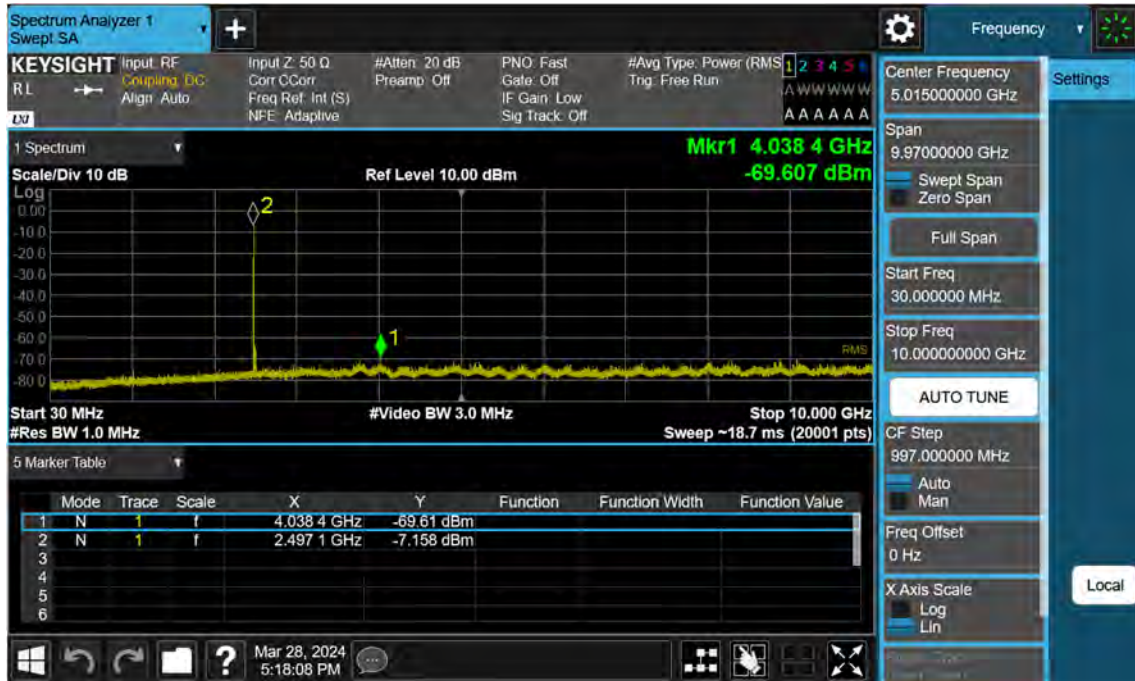 Spectrum Analyzer 1
Swept SA
Frequency
KEYSIGHT
RL
LXI
Input: RF
Coupling: DC
Align: Auto
Input Z: 50 Ω
Corr CCorr
Freq Ref: Int (S)
NFE: Adaptive
#Atten: 20 dB
Preamp: Off
PNO: Fast
Gate: Off
IF Gain: Low
Sig Track: Off
#Avg Type: Power (RMS
Trig: Free Run
1 2 3 4 5 6
A W W W W W
A A A A A A
1 Spectrum
Scale/Div 10 dB
Ref Level 10.00 dBm
Mkr1 4.038 4 GHz
-69.607 dBm
Log
0.00
-10.0
-20.0
-30.0
-40.0
-50.0
-60.0
-70.0
-80.0
2
1
RMS
Start 30 MHz
#Video BW 3.0 MHz
Stop 10.000 GHz
#Res BW 1.0 MHz
Sweep ~18.7 ms (20001 pts)
5 Marker Table
Mode Trace Scale X Y Function Function Width Function Value
1 N 1 f 4.038 4 GHz -69.61 dBm
2 N 1 f 2.497 1 GHz -7.158 dBm
3
4
5
6
Mar 28, 2024
5:18:08 PM
Center Frequency
5.015000000 GHz
Span
9.97000000 GHz
Swept Span
Zero Span
Full Span
Start Freq
30.000000 MHz
Stop Freq
10.000000000 GHz
AUTO TUNE
CF Step
997.000000 MHz
Auto
Man
Freq Offset
0 Hz
X Axis Scale
Log
Lin
Settings
Local